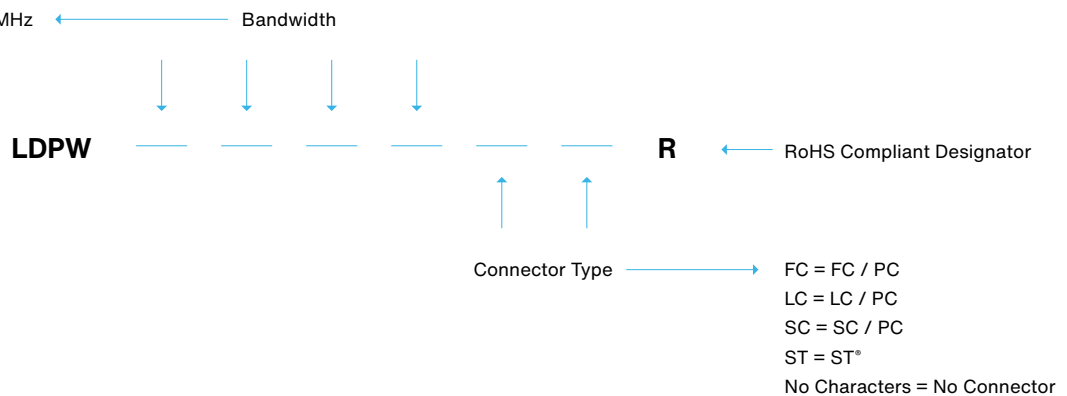 MHz
Bandwidth
LDPW
R
RoHS Compliant Designator
Connector Type
FC = FC / PC
LC = LC / PC
SC = SC / PC
ST = ST®
No Characters = No Connector